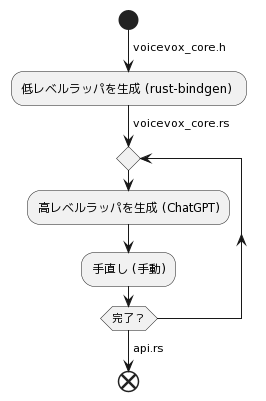 voicevox_core.h
低レベルラッパを生成 (rust-bindgen)
voicevox_core.rs
高レベルラッパを生成 (ChatGPT)
手直し (手動)
完了？
api.rs